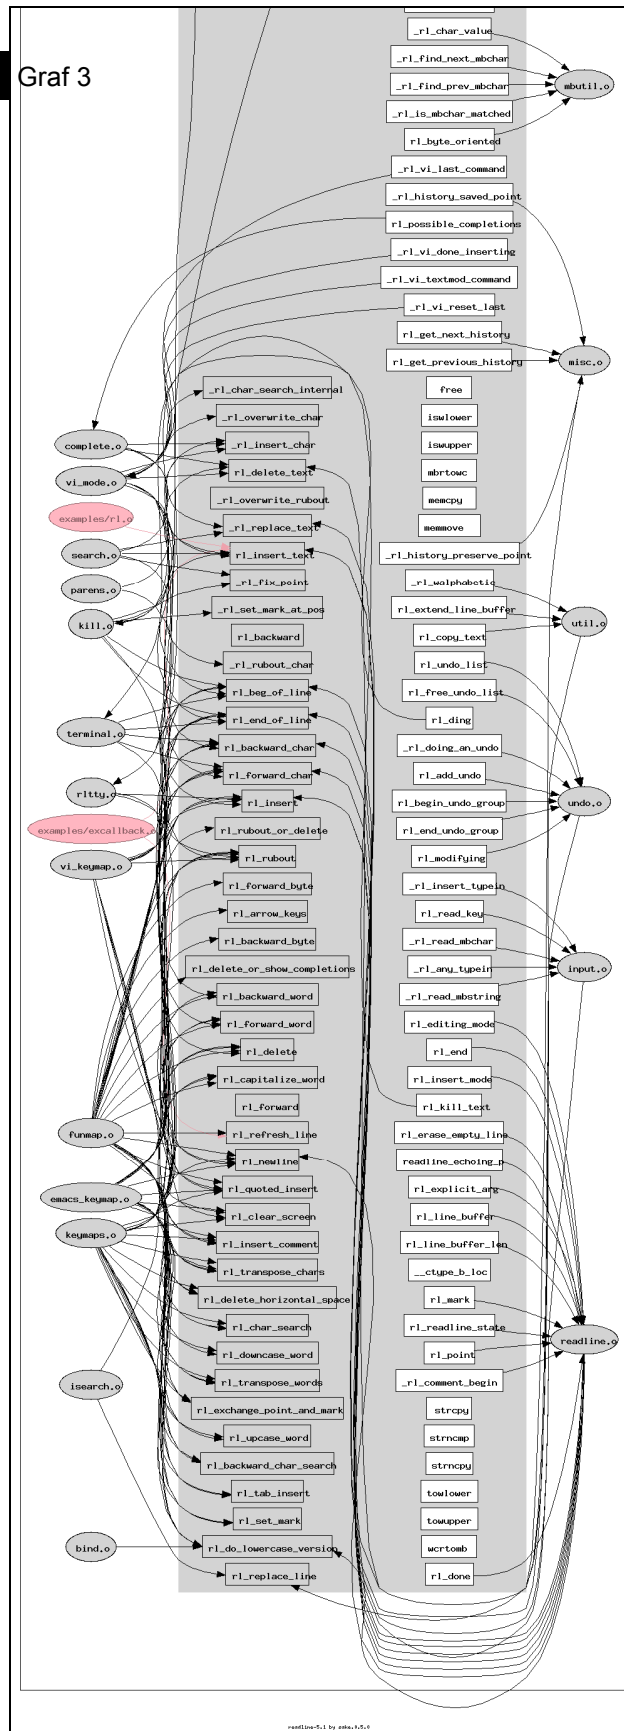 Graf 3
_rl_char_value
_rl_find_next_mbchar
_rl_find_prev_mbchar
mbutil.o
_rl_is_mbchar_matched
rl_byte_oriented
_rl_vi_last_command
_rl_history_saved_point
rl_possible_completions
_rl_vi_done_inserting
_rl_vi_textmod_command
_rl_vi_reset_last
rl_get_next_history
rl_get_previous_history
misc.o
_rl_char_search_internal
free
_rl_overwrite_char
iswlower
complete.o
_rl_insert_char
iswupper
vi_mode.o
rl_delete_text
mbrtowc
_rl_overwrite_rubout
memcpy
examples/rl.o
_rl_replace_text
memmove
search.o
rl_insert_text
_rl_history_preserve_point
parens.o
_rl_fix_point
_rl_walphabetic
kill.o
_rl_set_mark_at_pos
rl_extend_line_buffer
util.o
rl_backward
rl_copy_text
_rl_rubout_char
rl_undo_list
rl_beg_of_line
rl_free_undo_list
terminal.o
rl_end_of_line
rl_ding
rl_backward_char
_rl_doing_an_undo
rl_forward_char
rl_add_undo
rltty.o
rl_insert
rl_begin_undo_group
undo.o
examples/excallback.o
rl_rubout_or_delete
rl_end_undo_group
vi_keymap.o
rl_rubout
rl_modifying
rl_forward_byte
_rl_insert_typein
rl_arrow_keys
rl_read_key
rl_backward_byte
_rl_read_mbchar
rl_delete_or_show_completions
_rl_any_typein
input.o
rl_backward_word
_rl_read_mbstring
rl_forward_word
rl_editing_mode
rl_delete
rl_end
rl_capitalize_word
rl_insert_mode
rl_forward
rl_kill_text
funmap.o
rl_refresh_line
rl_erase_empty_line
rl_newline
readline_echoing_p
emacs_keymap.o
rl_quoted_insert
rl_explicit_arg
keymaps.o
rl_clear_screen
rl_line_buffer
rl_insert_comment
rl_line_buffer_len
rl_transpose_chars
__ctype_b_loc
rl_delete_horizontal_space
rl_mark
rl_char_search
rl_readline_state
readline.o
rl_downcase_word
rl_point
isearch.o
rl_transpose_words
_rl_comment_begin
rl_exchange_point_and_mark
strcpy
rl_upcase_word
strncmp
rl_backward_char_search
strncpy
rl_tab_insert
towlower
rl_set_mark
towupper
bind.o
rl_do_lowercase_version
wcrtomb
rl_replace_line
rl_done